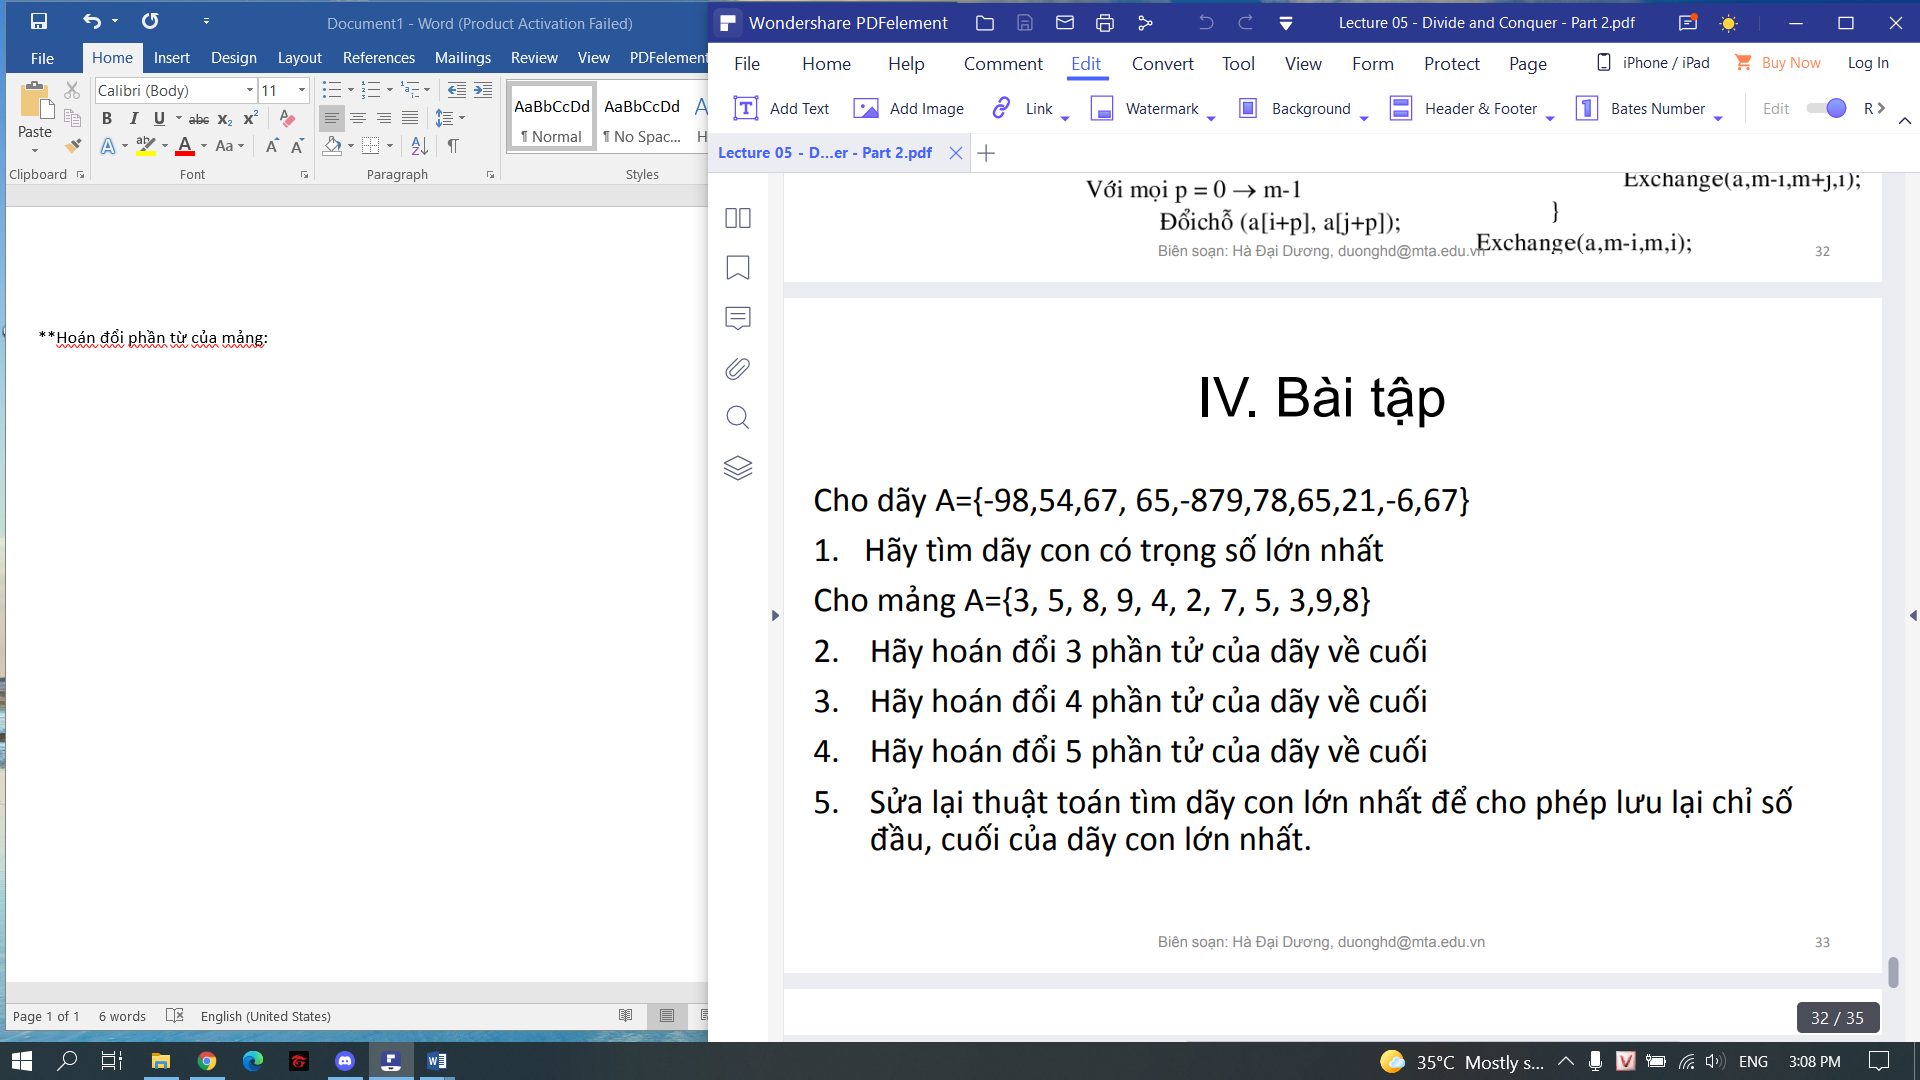 Document1 - Word (Product Activation Failed)
File Home Insert Design Layout References Mailings Review View PDFelement
Calibri (Body) 11
Paste
B I U abc x₂ x²
A ab A Aa A A
AaBbCcDd AaBbCcDd
¶ Normal ¶ No Spac...
Clipboard Font Paragraph Styles
**Hoán đổi phần từ của mảng:
Page 1 of 1 6 words English (United States)
Wondershare PDFelement Lecture 05 - Divide and Conquer - Part 2.pdf
File Home Help Comment Edit Convert Tool View Form Protect Page iPhone / iPad Buy Now Log In
Add Text Add Image Link Watermark Background Header & Footer Bates Number Edit R
Lecture 05 - D...er - Part 2.pdf
Exchange(a,m-i,m+j,i);
Với mọi p = 0 → m-1
}
Đổichỗ (a[i+p], a[j+p]);
Exchange(a,m-i,m,i);
Biên soạn: Hà Đại Dương, duonghd@mta.edu.vn 32
IV. Bài tập
Cho dãy A={-98,54,67, 65,-879,78,65,21,-6,67}
1. Hãy tìm dãy con có trọng số lớn nhất
Cho mảng A={3, 5, 8, 9, 4, 2, 7, 5, 3,9,8}
2. Hãy hoán đổi 3 phần tử của dãy về cuối
3. Hãy hoán đổi 4 phần tử của dãy về cuối
4. Hãy hoán đổi 5 phần tử của dãy về cuối
5. Sửa lại thuật toán tìm dãy con lớn nhất để cho phép lưu lại chỉ số
đầu, cuối của dãy con lớn nhất.
Biên soạn: Hà Đại Dương, duonghd@mta.edu.vn 33
32 / 35
35°C Mostly s... ENG 3:08 PM